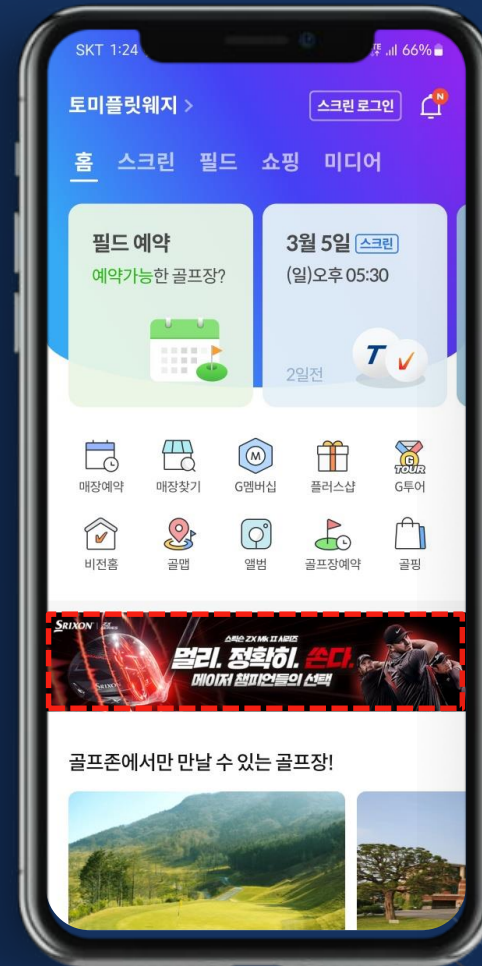 SKT 1:24
66%
토미플릿웨지 >
스크린 로그인
N
홈 스크린 필드 쇼핑 미디어
필드 예약
예약가능한 골프장?
3월 5일 스크린
(일)오후 05:30
2일전
T
매장예약 매장찾기 G멤버십 플러스샵 G투어
M
G TOUR
비전홈 골맵 앨범 골프장예약 골핑
SRIXON
스릭슨 ZX Mk II 시리즈
멀리. 정확히. 쏜다.
메이저 챔피언들의 선택
골프존에서만 만날 수 있는 골프장!